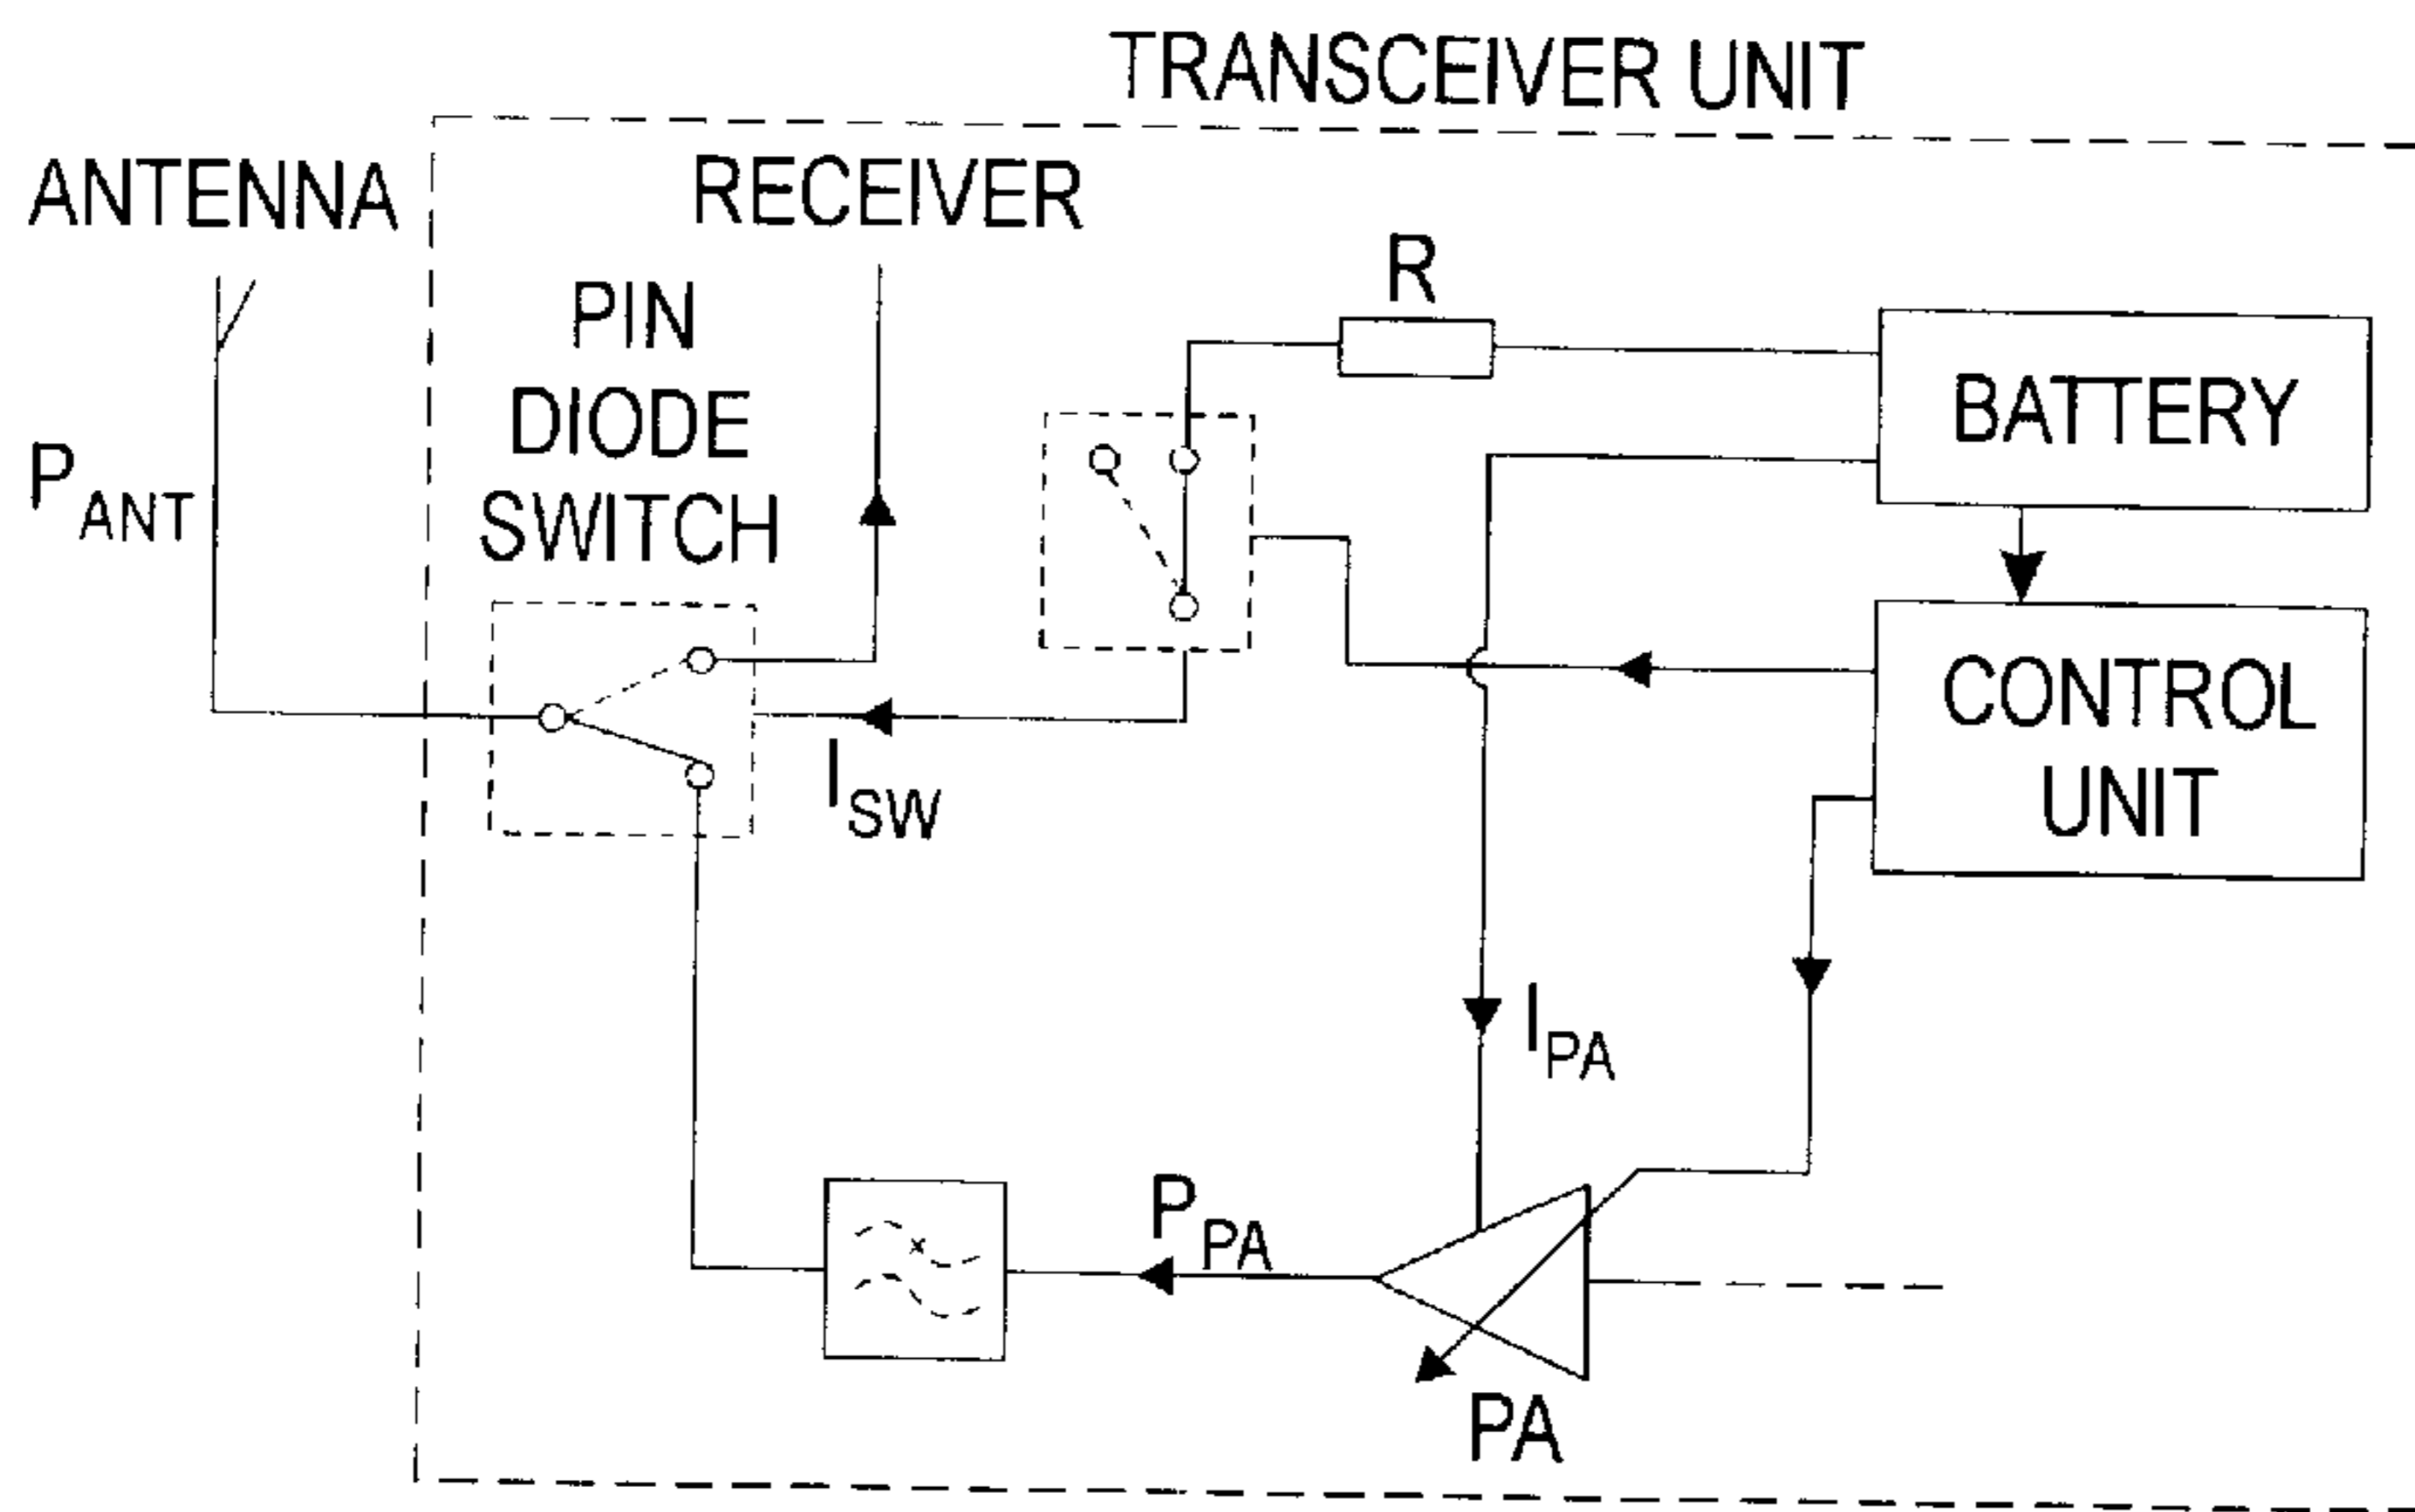 TRANSCEIVER UNIT
ANTENNA
RECEIVER
R
PIN
DIODE
SWITCH
BATTERY
P ANT
CONTROL
UNIT
I SW
I PA
P PA
PA